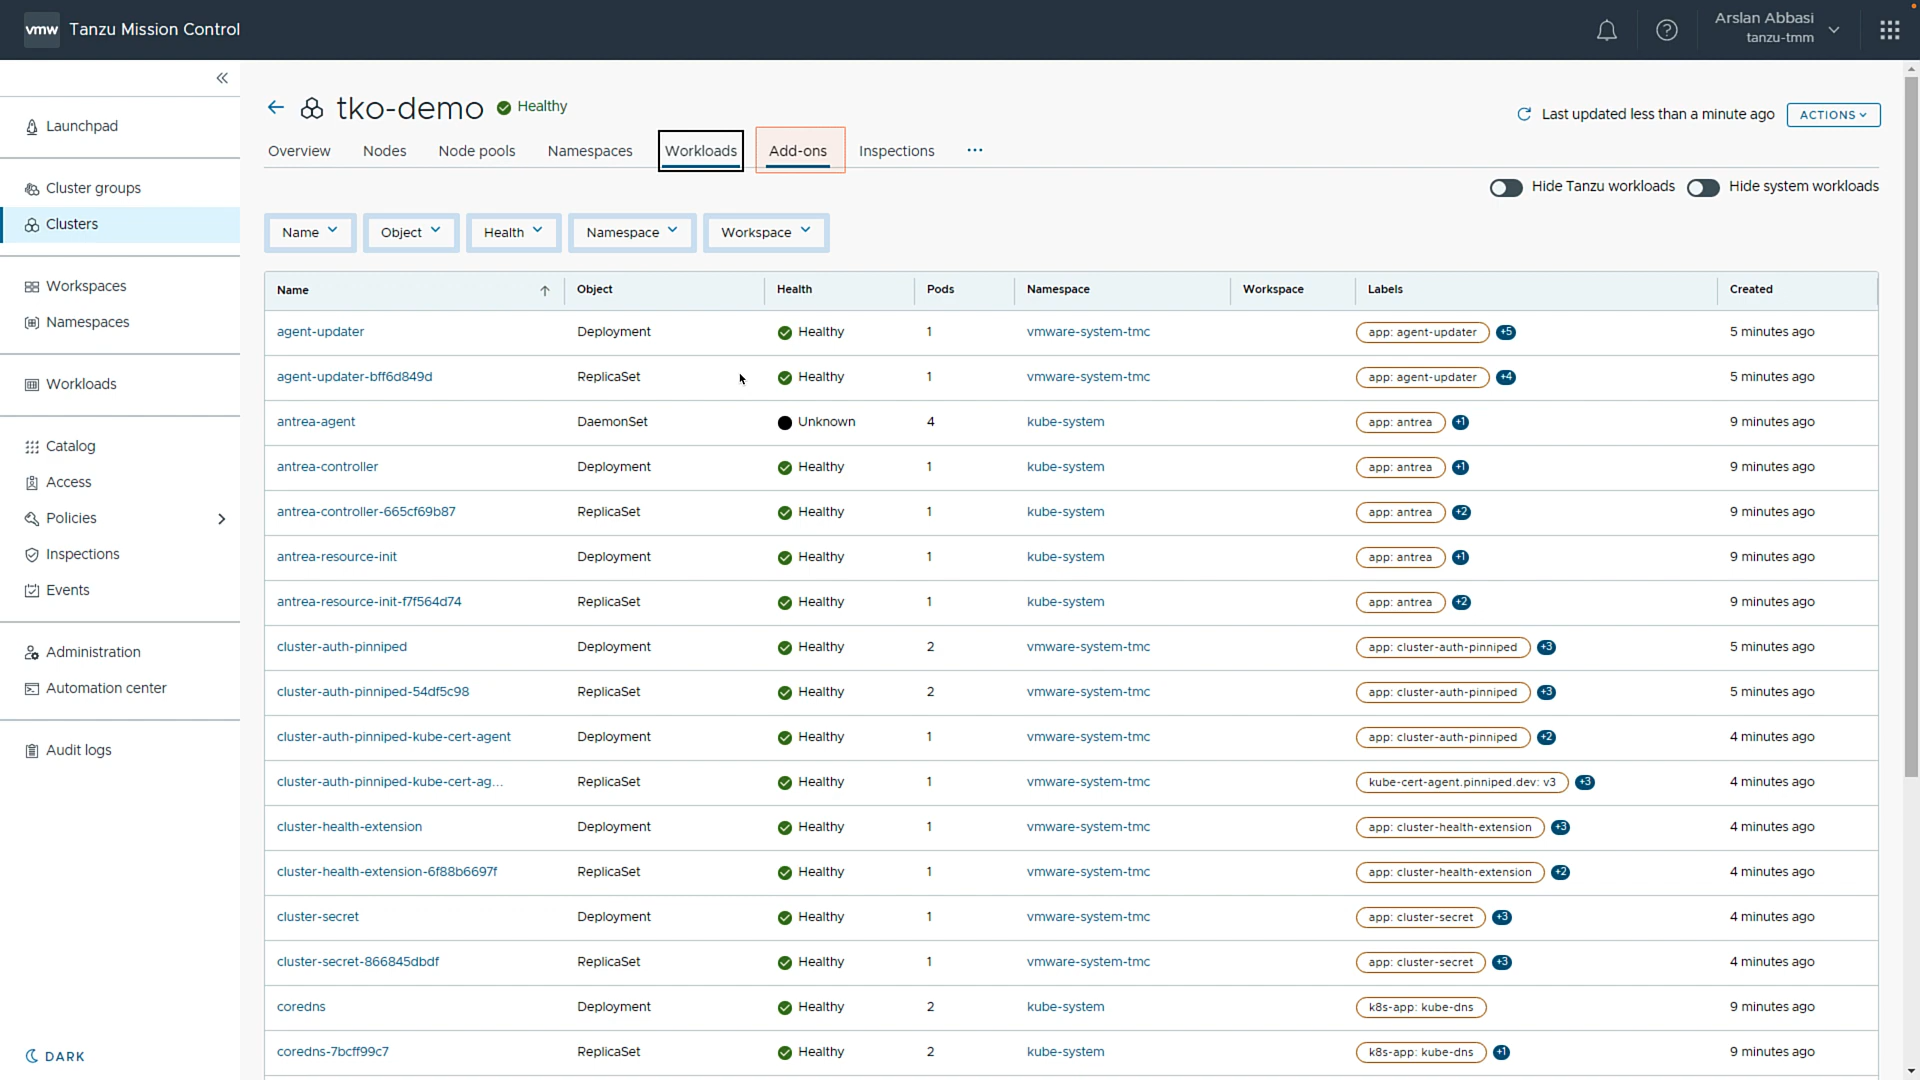 vmw Tanzu Mission Control
Arslan Abbasi
tanzu-tmm
Launchpad
Cluster groups
Clusters
Workspaces
Namespaces
Workloads
Catalog
Access
Policies
Inspections
Events
Administration
Automation center
Audit logs
DARK
tko-demo Healthy
Last updated less than a minute ago ACTIONS
Overview Nodes Node pools Namespaces Workloads Add-ons Inspections ...
Hide Tanzu workloads Hide system workloads
Name Object Health Namespace Workspace
Name Object Health Pods Namespace Workspace Labels Created
agent-updater Deployment Healthy 1 vmware-system-tmc app: agent-updater +5 5 minutes ago
agent-updater-bff6d849d ReplicaSet Healthy 1 vmware-system-tmc app: agent-updater +4 5 minutes ago
antrea-agent DaemonSet Unknown 4 kube-system app: antrea +1 9 minutes ago
antrea-controller Deployment Healthy 1 kube-system app: antrea +1 9 minutes ago
antrea-controller-665cf69b87 ReplicaSet Healthy 1 kube-system app: antrea +2 9 minutes ago
antrea-resource-init Deployment Healthy 1 kube-system app: antrea +1 9 minutes ago
antrea-resource-init-f7f564d74 ReplicaSet Healthy 1 kube-system app: antrea +2 9 minutes ago
cluster-auth-pinniped Deployment Healthy 2 vmware-system-tmc app: cluster-auth-pinniped +3 5 minutes ago
cluster-auth-pinniped-54df5c98 ReplicaSet Healthy 2 vmware-system-tmc app: cluster-auth-pinniped +3 5 minutes ago
cluster-auth-pinniped-kube-cert-agent Deployment Healthy 1 vmware-system-tmc app: cluster-auth-pinniped +2 4 minutes ago
cluster-auth-pinniped-kube-cert-ag... ReplicaSet Healthy 1 vmware-system-tmc kube-cert-agent.pinniped.dev: v3 +3 4 minutes ago
cluster-health-extension Deployment Healthy 1 vmware-system-tmc app: cluster-health-extension +3 4 minutes ago
cluster-health-extension-6f88b6697f ReplicaSet Healthy 1 vmware-system-tmc app: cluster-health-extension +2 4 minutes ago
cluster-secret Deployment Healthy 1 vmware-system-tmc app: cluster-secret +3 4 minutes ago
cluster-secret-866845dbdf ReplicaSet Healthy 1 vmware-system-tmc app: cluster-secret +3 4 minutes ago
coredns Deployment Healthy 2 kube-system k8s-app: kube-dns 9 minutes ago
coredns-7bcff99c7 ReplicaSet Healthy 2 kube-system k8s-app: kube-dns +1 9 minutes ago